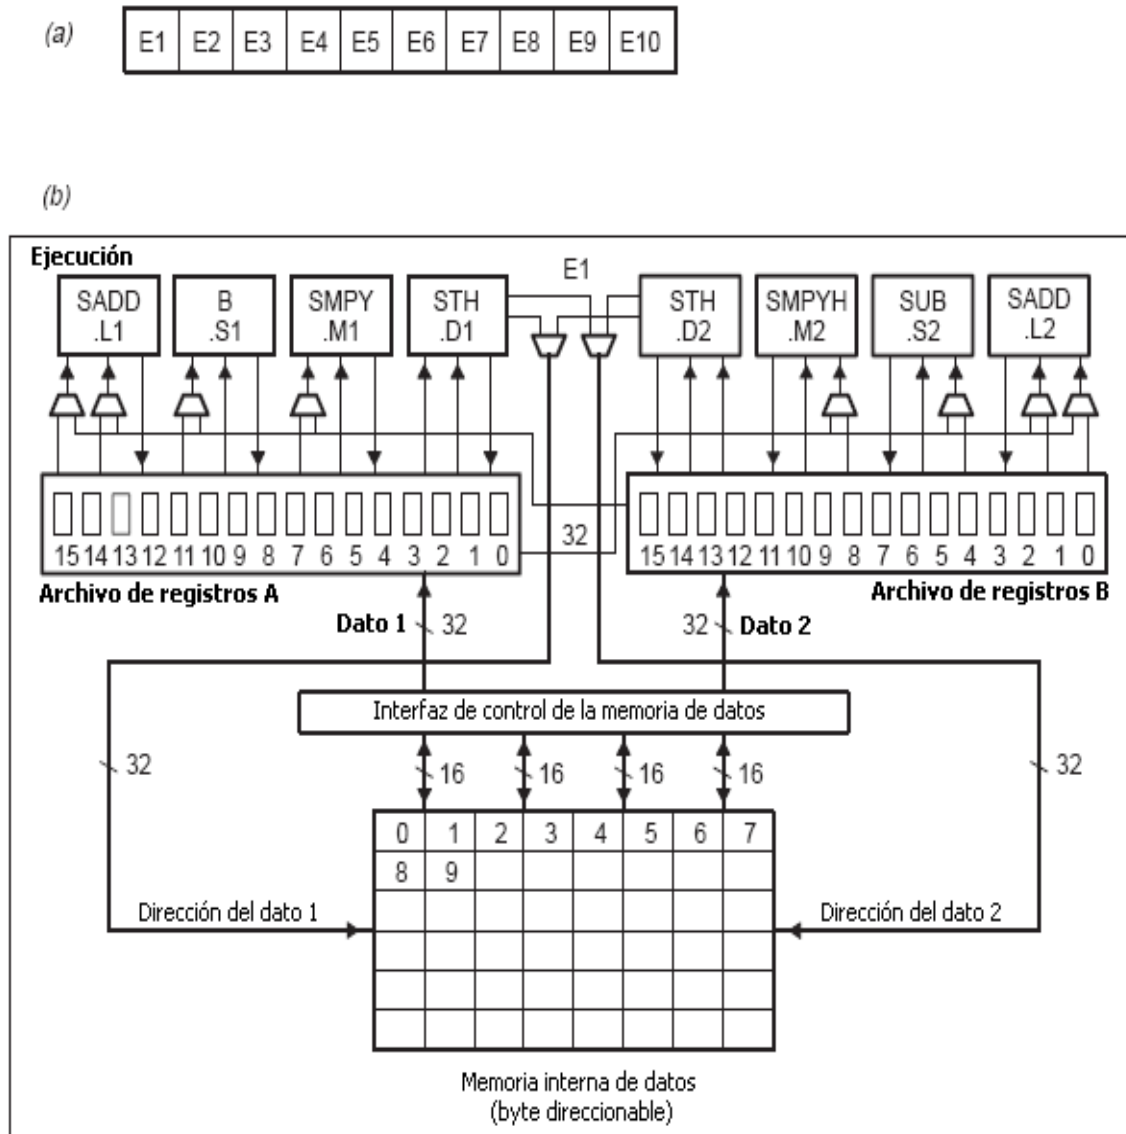 (a)
E1 E2 E3 E4 E5 E6 E7 E8 E9 E10
(b)
Ejecución
E1
SADD .L1
B .S1
SMPY .M1
STH .D1
STH .D2
SMPYH .M2
SUB .S2
SADD .L2
32
15 14 13 12 11 10 9 8 7 6 5 4 3 2 1 0
15 14 13 12 11 10 9 8 7 6 5 4 3 2 1 0
Archivo de registros A
Archivo de registros B
Dato 1 32
32 Dato 2
Interfaz de control de la memoria de datos
32 16 16 16 16 32
0 1 2 3 4 5 6 7
8 9
Dirección del dato 1
Dirección del dato 2
Memoria interna de datos
(byte direccionable)